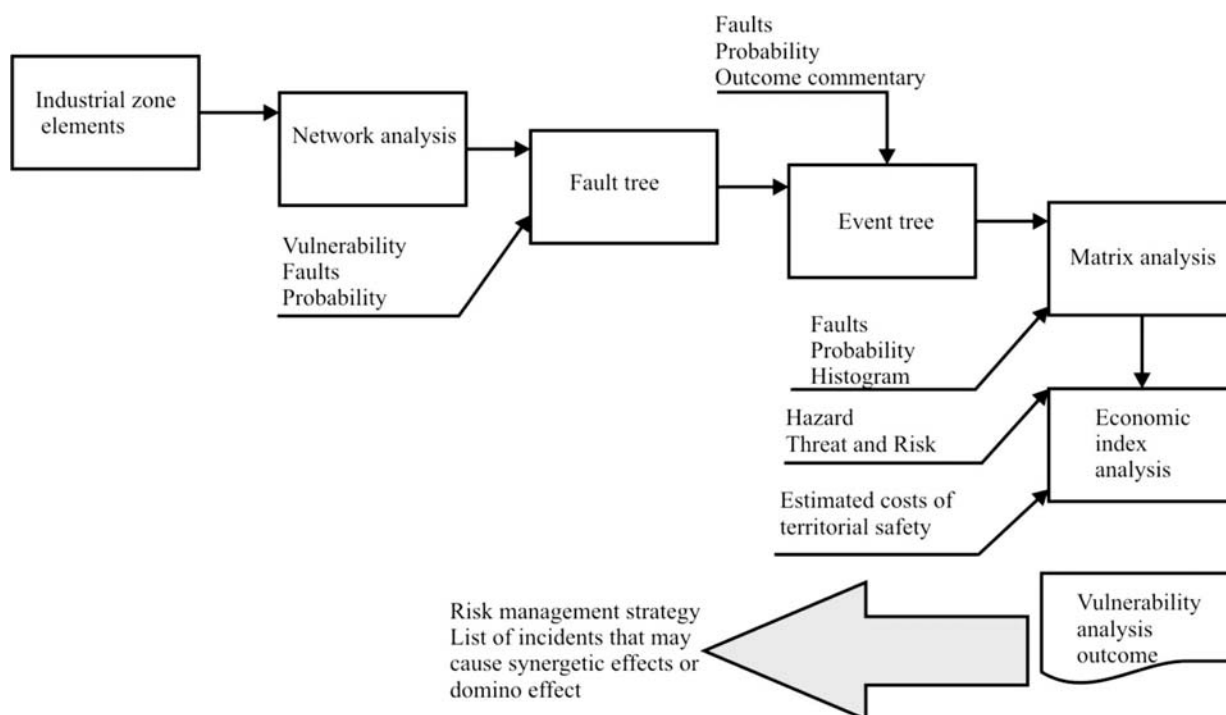 Faults
Probability
Outcome commentary
Industrial zone
elements
Network analysis
Fault tree
Event tree
Matrix analysis
Vulnerability
Faults
Probability
Faults
Probability
Histogram
Hazard
Threat and Risk
Economic
index
analysis
Estimated costs of
territorial safety
Vulnerability
analysis
outcome
Risk management strategy
List of incidents that may
cause synergetic effects or
domino effect